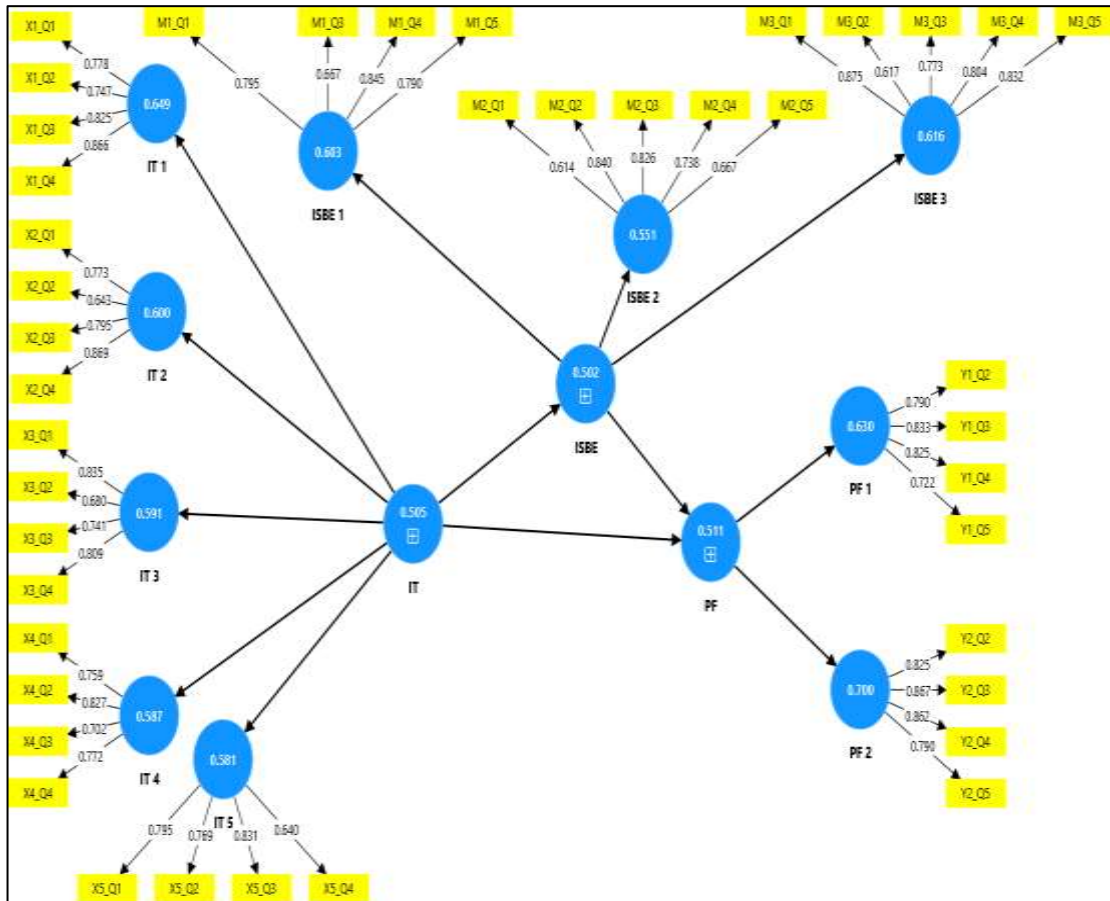 X1_Q1
X1_Q2
X1_Q3
X1_Q4
0.778
0.747
0.825
0.866
0.649
IT 1
M1_Q1
M1_Q3
M1_Q4
M1_Q5
0.795
0.667
0.845
0.790
0.603
ISBE 1
M2_Q1
M2_Q2
M2_Q3
M2_Q4
M2_Q5
0.614
0.840
0.826
0.738
0.667
0.551
ISBE 2
M3_Q1
M3_Q2
M3_Q3
M3_Q4
M3_Q5
0.875
0.617
0.773
0.804
0.832
0.616
ISBE 3
X2_Q1
X2_Q2
X2_Q3
X2_Q4
0.773
0.643
0.795
0.869
0.600
IT 2
0.502
ISBE
X3_Q1
X3_Q2
X3_Q3
X3_Q4
0.835
0.680
0.741
0.809
0.591
IT 3
0.505
IT
0.511
PF
0.630
PF 1
0.790
0.833
0.825
0.722
Y1_Q2
Y1_Q3
Y1_Q4
Y1_Q5
X4_Q1
X4_Q2
X4_Q3
X4_Q4
0.759
0.827
0.702
0.772
0.587
IT 4
0.700
PF 2
0.825
0.867
0.862
0.790
Y2_Q2
Y2_Q3
Y2_Q4
Y2_Q5
0.581
IT 5
0.795
0.769
0.831
0.640
X5_Q1
X5_Q2
X5_Q3
X5_Q4